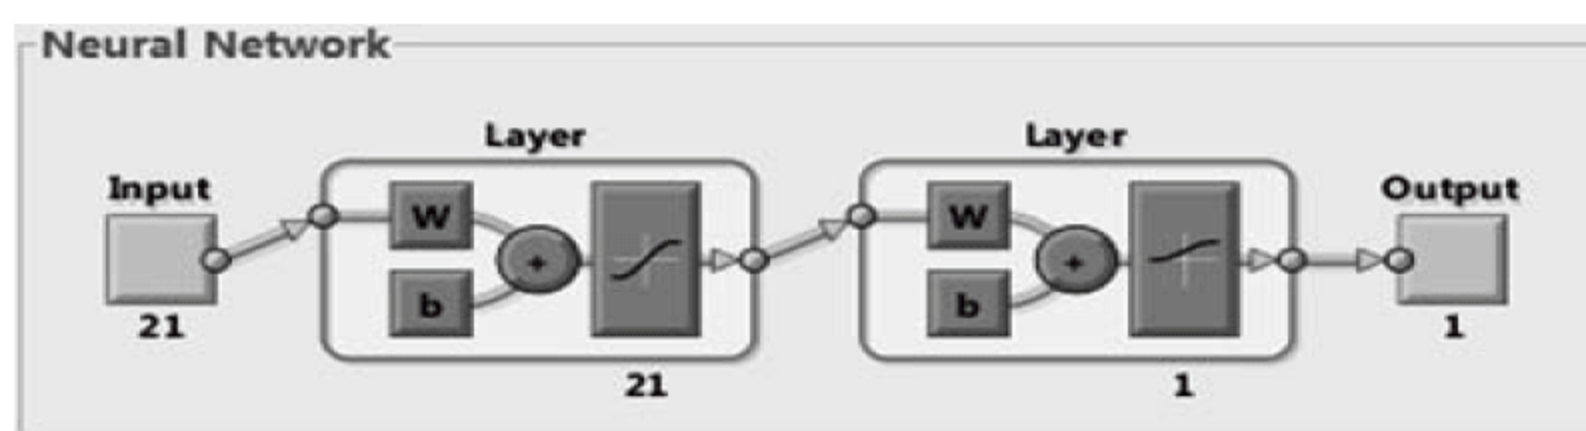 Neural Network
Layer
Layer
Input
Output
W
W
+
+
b
b
21
1
21
1